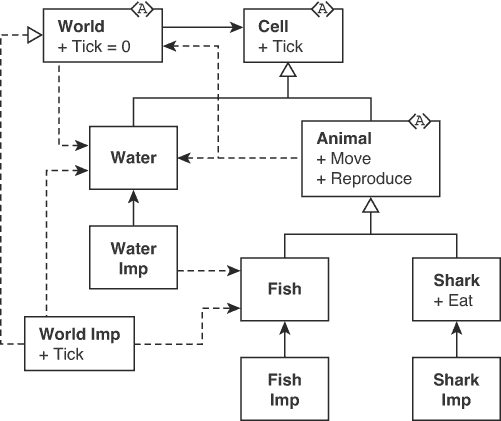 <A>
<A>
World
+ Tick = 0
Cell
+ Tick
<A>
Water
Animal
+ Move
+ Reproduce
Water
Imp
Fish
Shark
+ Eat
World Imp
+ Tick
Fish
Imp
Shark
Imp